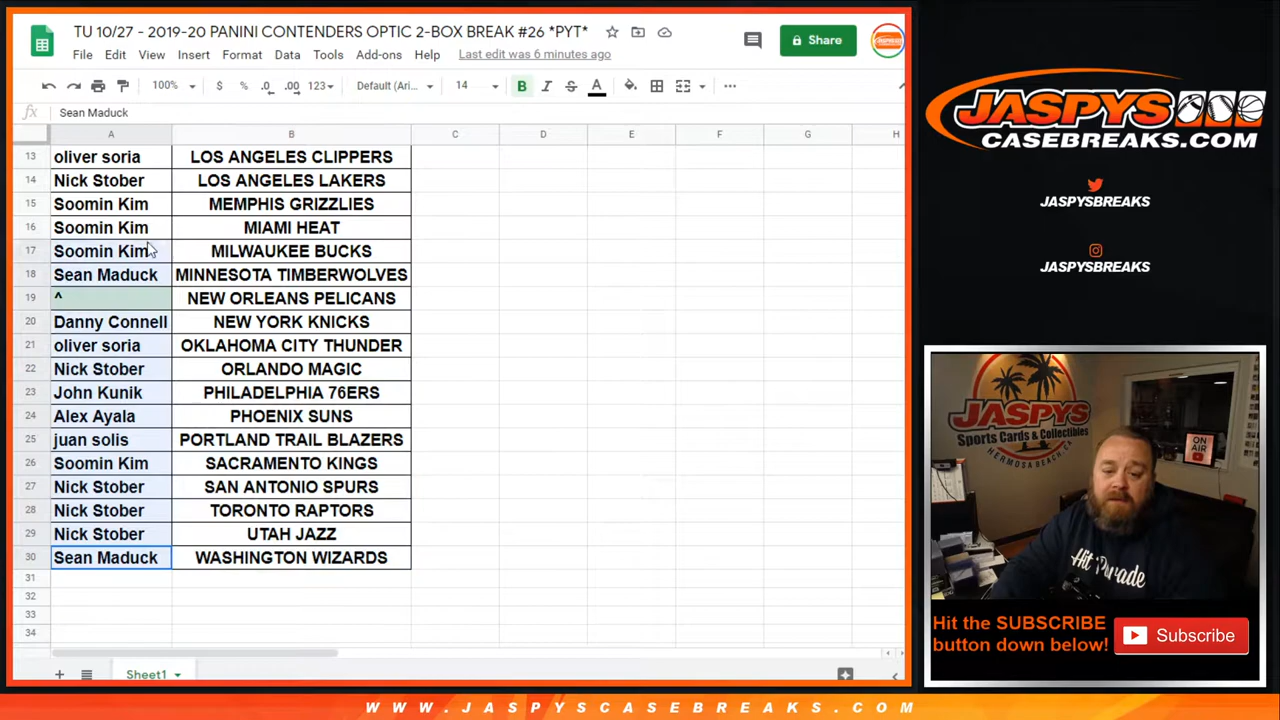 TU 10/27 - 2019-20 PANINI CONTENDERS OPTIC 2-BOX BREAK #26 *PYT*
File Edit View Insert Format Data Tools Add-ons Help Last edit was 6 minutes ago
Share
100% $ % .0 .00 123 Default (Ari... 14 B I S A
fx Sean Maduck
A B C D E F G H
13 oliver soria LOS ANGELES CLIPPERS
14 Nick Stober LOS ANGELES LAKERS
15 Soomin Kim MEMPHIS GRIZZLIES
16 Soomin Kim MIAMI HEAT
17 Soomin Kim MILWAUKEE BUCKS
18 Sean Maduck MINNESOTA TIMBERWOLVES
19 ^ NEW ORLEANS PELICANS
20 Danny Connell NEW YORK KNICKS
21 oliver soria OKLAHOMA CITY THUNDER
22 Nick Stober ORLANDO MAGIC
23 John Kunik PHILADELPHIA 76ERS
24 Alex Ayala PHOENIX SUNS
25 juan solis PORTLAND TRAIL BLAZERS
26 Soomin Kim SACRAMENTO KINGS
27 Nick Stober SAN ANTONIO SPURS
28 Nick Stober TORONTO RAPTORS
29 Nick Stober UTAH JAZZ
30 Sean Maduck WASHINGTON WIZARDS
31
32
33
34
Sheet1
JASPYS
CASEBREAKS.COM
JASPYSBREAKS
JASPYSBREAKS
JASPYS
Sports Cards & Collectibles
HERMOSA BEACH, CA
ON AIR
Hit Parade
Hit the SUBSCRIBE
button down below!
Subscribe
WWW.JASPYSCASEBREAKS.COM